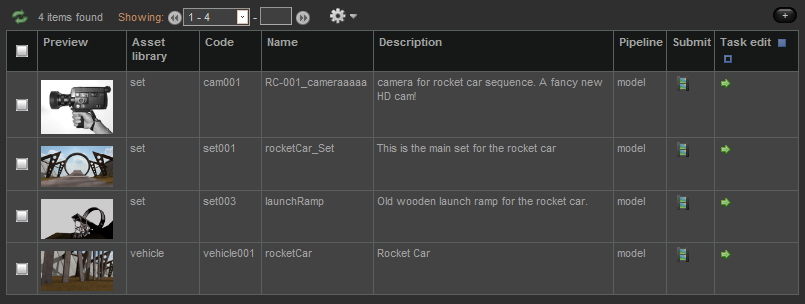 4 items found Showing: 1 - 4 -
Preview Asset library Code Name Description Pipeline Submit Task edit
set cam001 RC-001_cameraaaaa camera for rocket car sequence. A fancy new HD cam! model
set set001 rocketCar_Set This is the main set for the rocket car model
set set003 launchRamp Old wooden launch ramp for the rocket car. model
vehicle vehicle001 rocketCar Rocket Car model